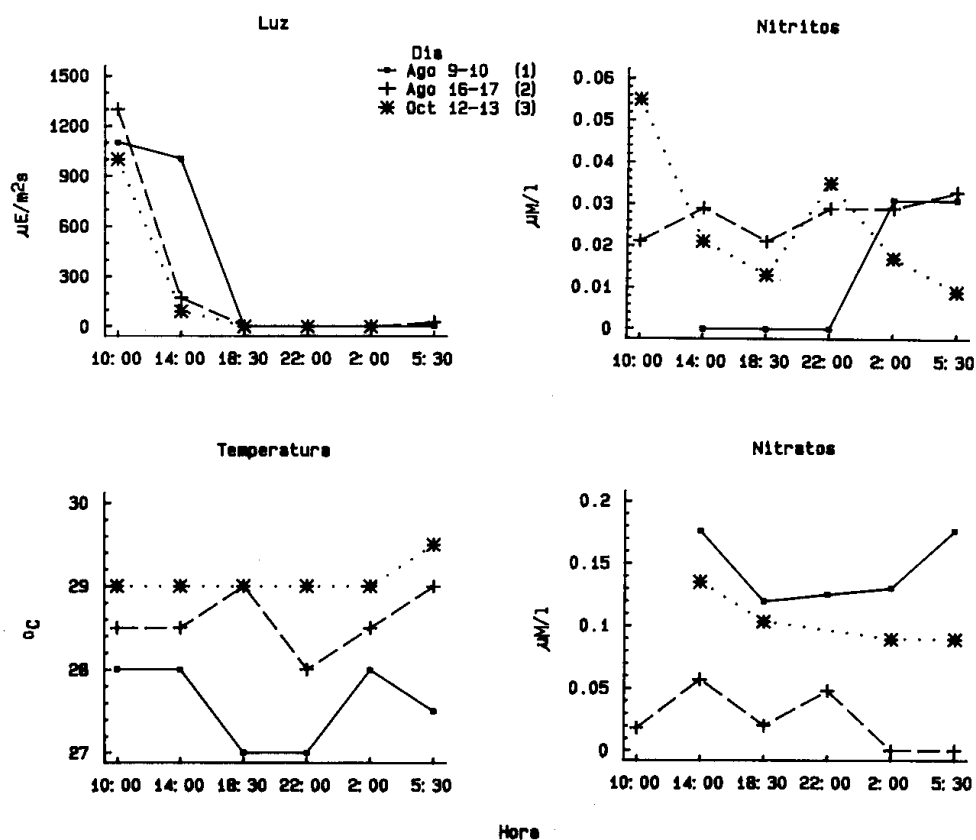 Luz
Dia
Ago 9-10 (1)
Ago 16-17 (2)
Oct 12-13 (3)
1500
1200
900
600
300
0
µE/m²s
10:00 14:00 18:30 22:00 2:00 5:30
Nitritos
0.06
0.05
0.04
0.03
0.02
0.01
0
µM/l
10:00 14:00 18:30 22:00 2:00 5:30
Temperatura
30
29
28
27
ºC
10:00 14:00 18:30 22:00 2:00 5:30
Nitratos
0.2
0.15
0.1
0.05
0
µM/l
10:00 14:00 18:30 22:00 2:00 5:30
Hora